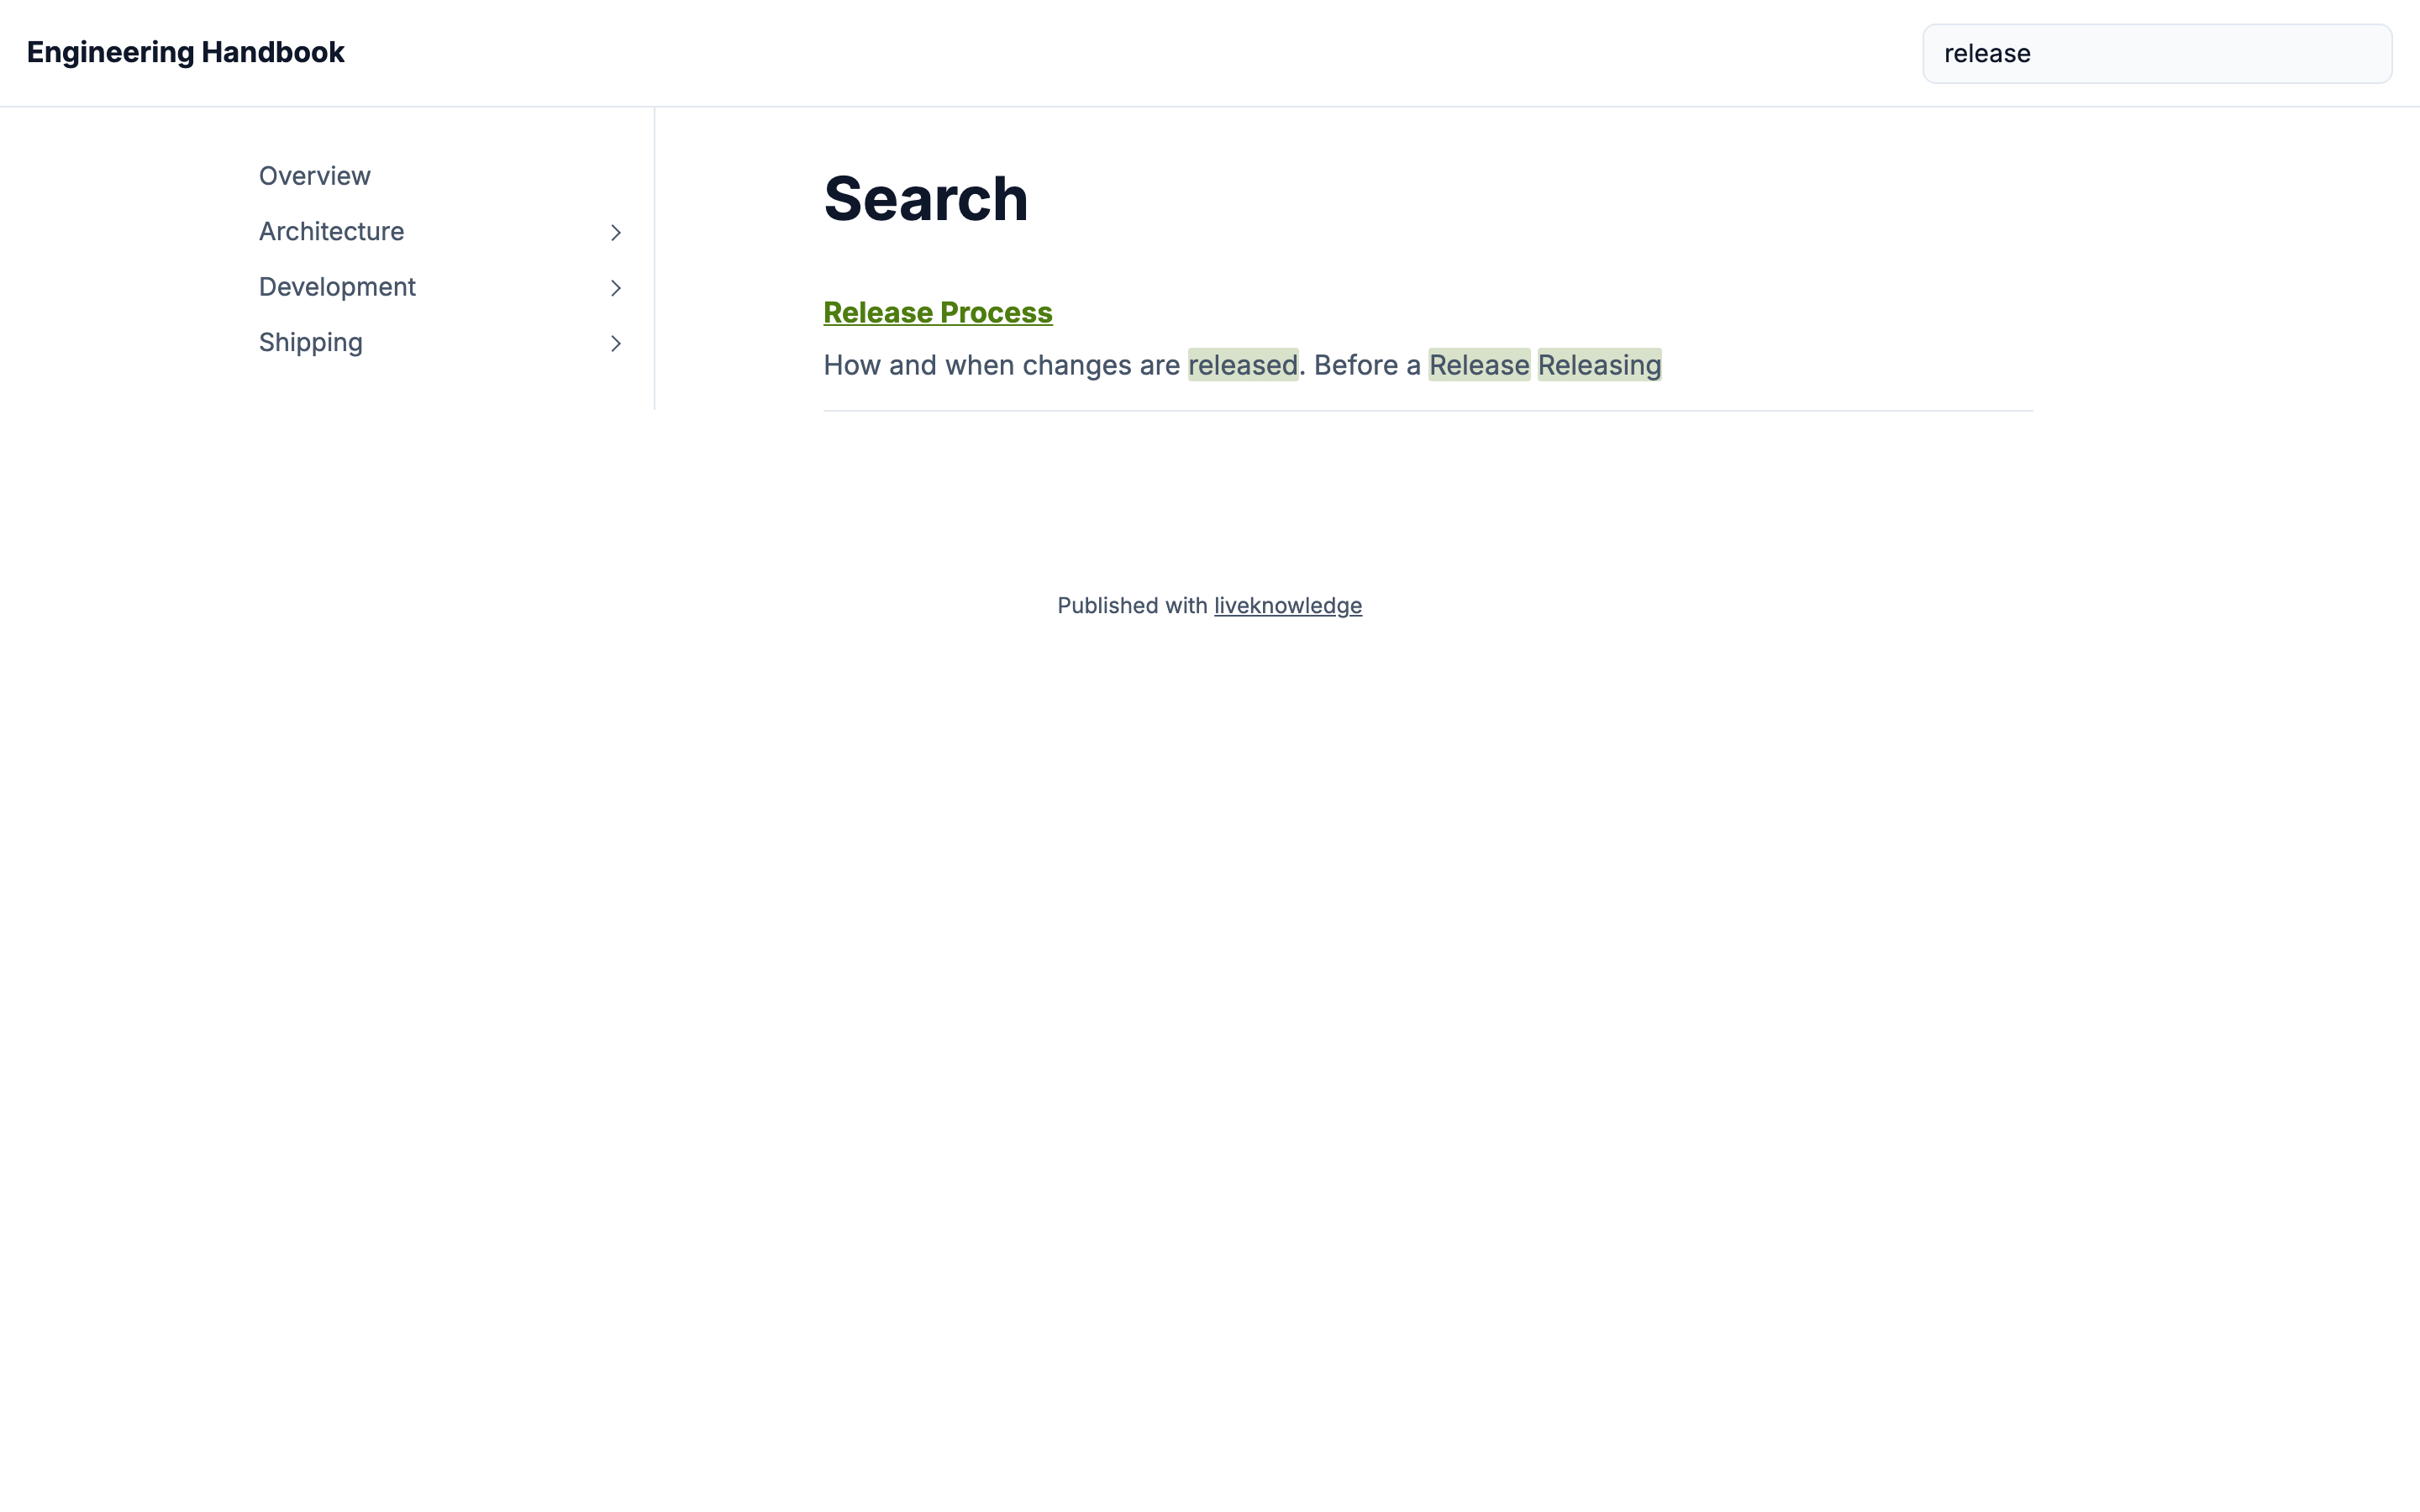 Engineering Handbook
release
Overview
Architecture
Development
Shipping
Search
Release Process
How and when changes are released. Before a Release Releasing
Published with liveknowledge